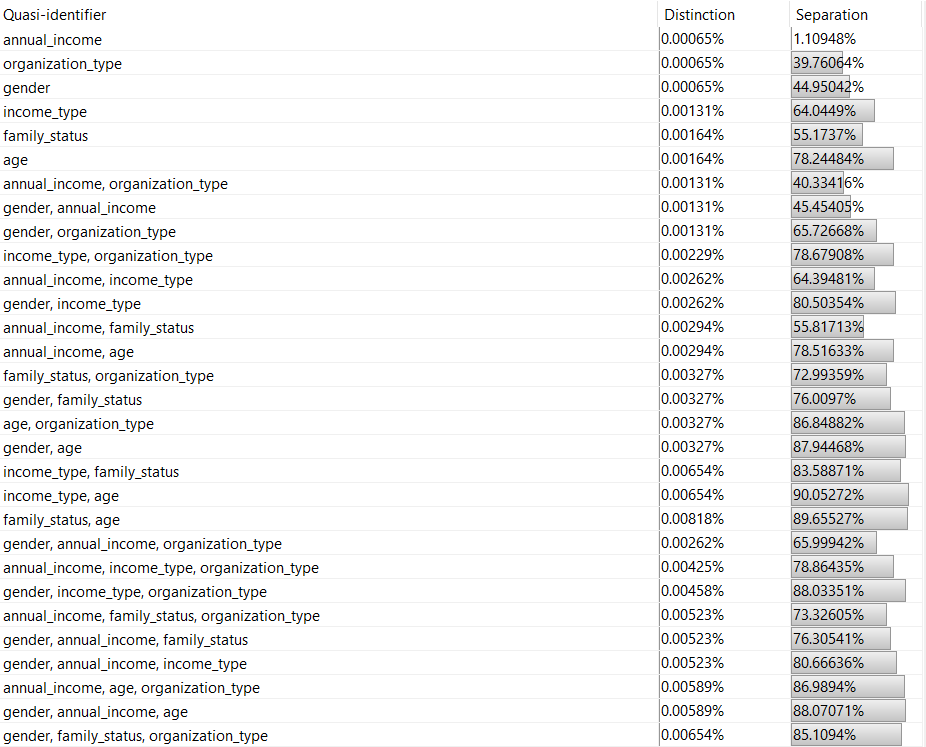 Quasi-identifier Distinction Separation
annual_income 0.00065% 1.10948%
organization_type 0.00065% 39.76064%
gender 0.00065% 44.95042%
income_type 0.00131% 64.0449%
family_status 0.00164% 55.1737%
age 0.00164% 78.24484%
annual_income, organization_type 0.00131% 40.33416%
gender, annual_income 0.00131% 45.45405%
gender, organization_type 0.00131% 65.72668%
income_type, organization_type 0.00229% 78.67908%
annual_income, income_type 0.00262% 64.39481%
gender, income_type 0.00262% 80.50354%
annual_income, family_status 0.00294% 55.81713%
annual_income, age 0.00294% 78.51633%
family_status, organization_type 0.00327% 72.99359%
gender, family_status 0.00327% 76.0097%
age, organization_type 0.00327% 86.84882%
gender, age 0.00327% 87.94468%
income_type, family_status 0.00654% 83.58871%
income_type, age 0.00654% 90.05272%
family_status, age 0.00818% 89.65527%
gender, annual_income, organization_type 0.00262% 65.99942%
annual_income, income_type, organization_type 0.00425% 78.86435%
gender, income_type, organization_type 0.00458% 88.03351%
annual_income, family_status, organization_type 0.00523% 73.32605%
gender, annual_income, family_status 0.00523% 76.30541%
gender, annual_income, income_type 0.00523% 80.66636%
annual_income, age, organization_type 0.00589% 86.9894%
gender, annual_income, age 0.00589% 88.07071%
gender, family_status, organization_type 0.00654% 85.1094%